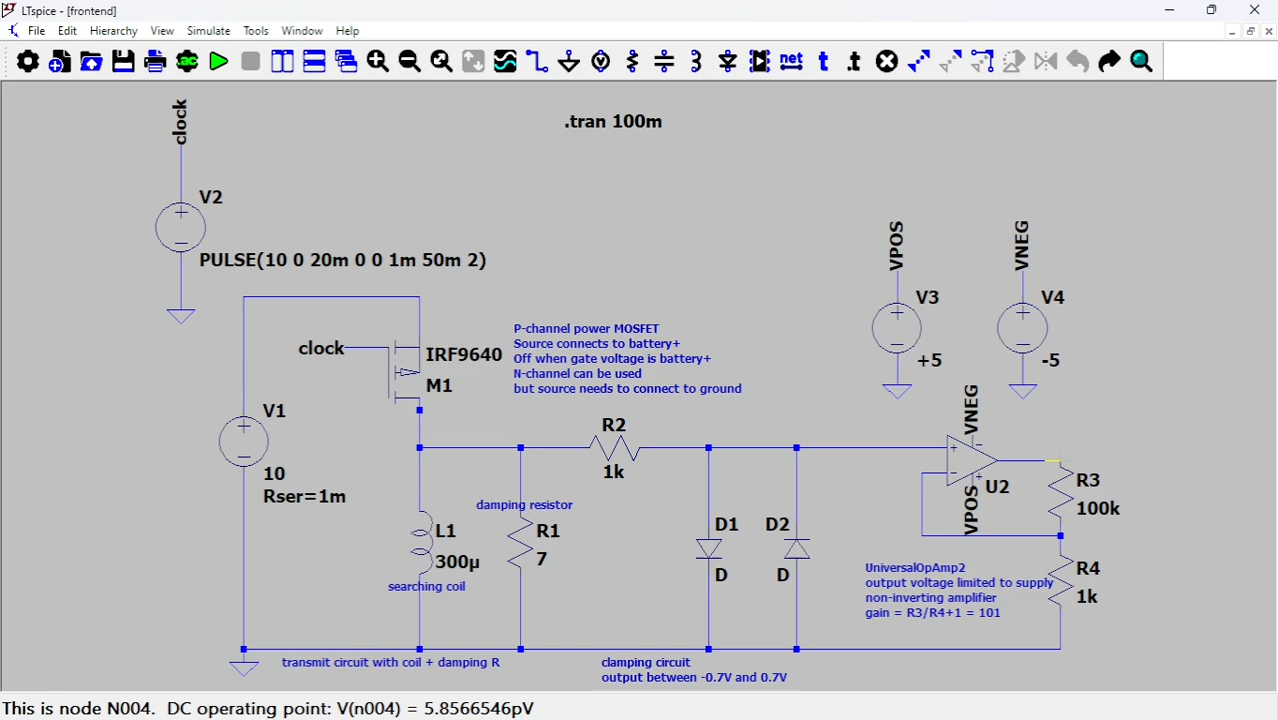 LTspice - [frontend]
File Edit Hierarchy View Simulate Tools Window Help
.ac
net
t
.t
clock
.tran 100m
V2
PULSE(10 0 20m 0 0 1m 50m 2)
VPOS
VNEG
V3
V4
+5
-5
clock
IRF9640
M1
P-channel power MOSFET
Source connects to battery+
Off when gate voltage is battery+
N-channel can be used
but source needs to connect to ground
V1
10
Rser=1m
R2
1k
VNEG
U2
VPOS
R3
100k
damping resistor
L1
300µ
searching coil
R1
7
D1
D
D2
D
UniversalOpAmp2
output voltage limited to supply
non-inverting amplifier
gain = R3/R4+1 = 101
R4
1k
transmit circuit with coil + damping R
clamping circuit
output between -0.7V and 0.7V
This is node N004. DC operating point: V(n004) = 5.8566546pV